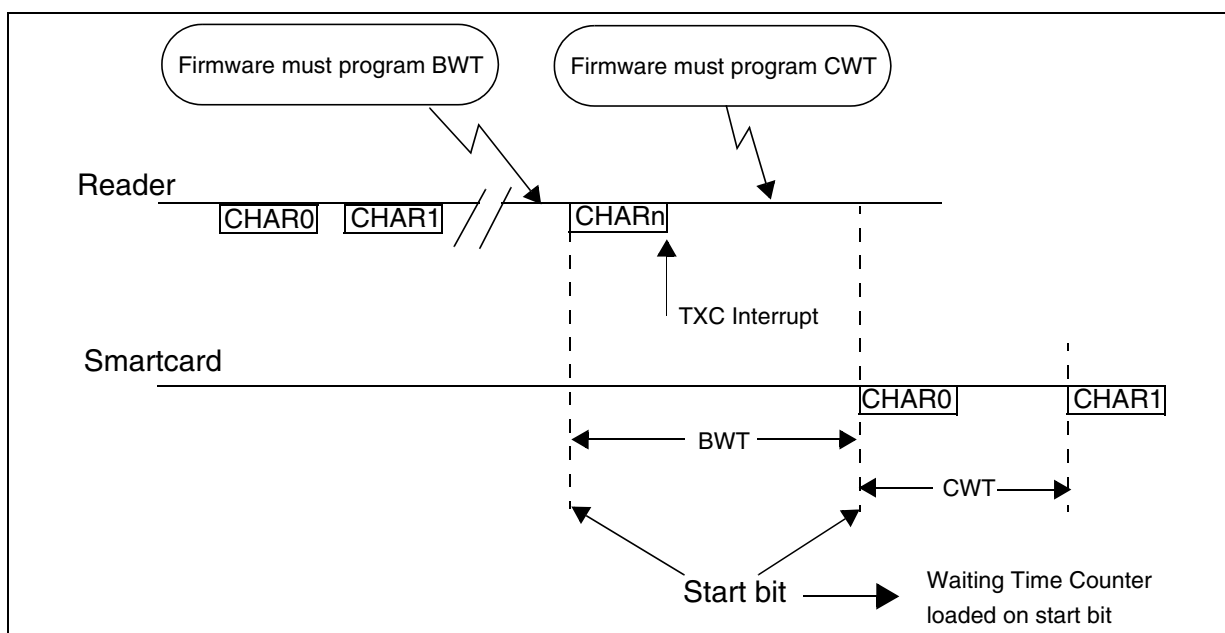 Firmware must program BWT
Firmware must program CWT
Reader
CHAR0
CHAR1
CHARn
TXC Interrupt
Smartcard
CHAR0
CHAR1
BWT
CWT
Start bit
Waiting Time Counter
loaded on start bit